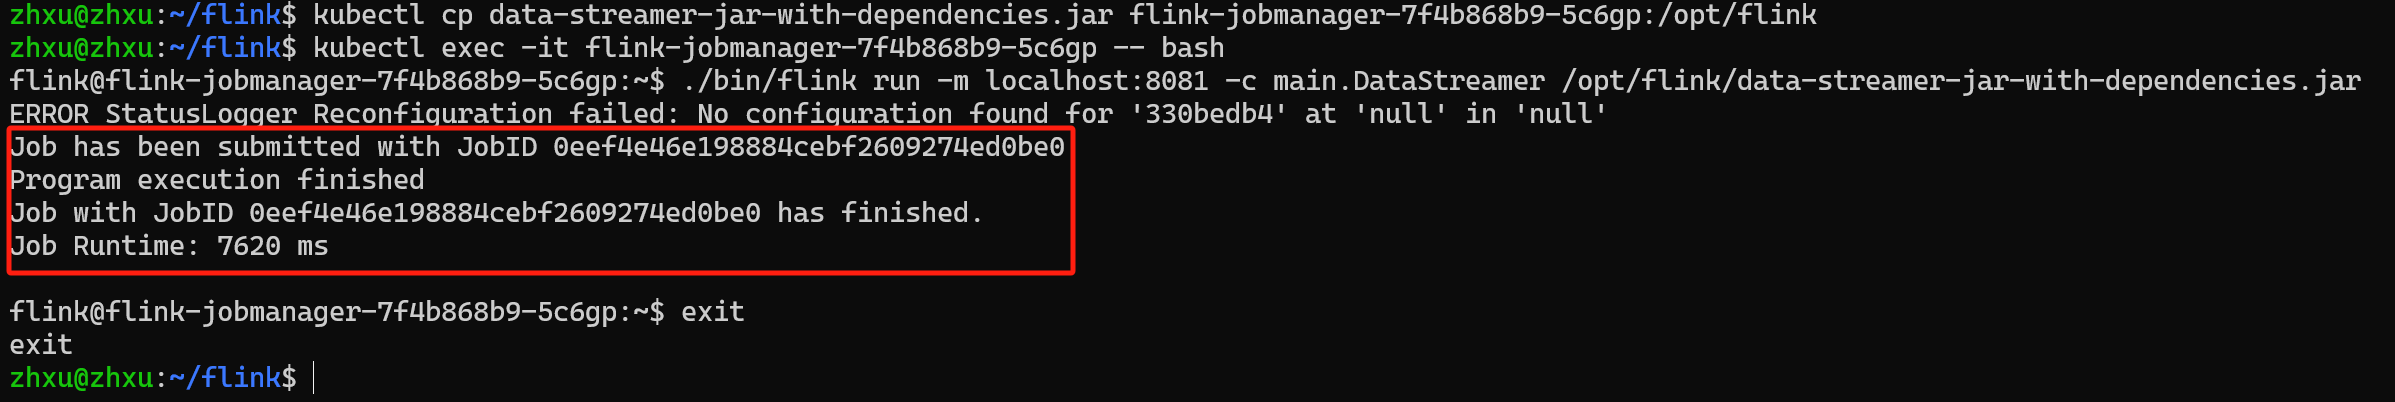 zhxu@zhxu:~/flink$ kubectl cp data-streamer-jar-with-dependencies.jar flink-jobmanager-7f4b868b9-5c6gp:/opt/flink
zhxu@zhxu:~/flink$ kubectl exec -it flink-jobmanager-7f4b868b9-5c6gp -- bash
flink@flink-jobmanager-7f4b868b9-5c6gp:~$ ./bin/flink run -m localhost:8081 -c main.DataStreamer /opt/flink/data-streamer-jar-with-dependencies.jar
ERROR StatusLogger Reconfiguration failed: No configuration found for '330bedb4' at 'null' in 'null'
Job has been submitted with JobID 0eef4e46e198884cebf2609274ed0be0
Program execution finished
Job with JobID 0eef4e46e198884cebf2609274ed0be0 has finished.
Job Runtime: 7620 ms
flink@flink-jobmanager-7f4b868b9-5c6gp:~$ exit
exit
zhxu@zhxu:~/flink$